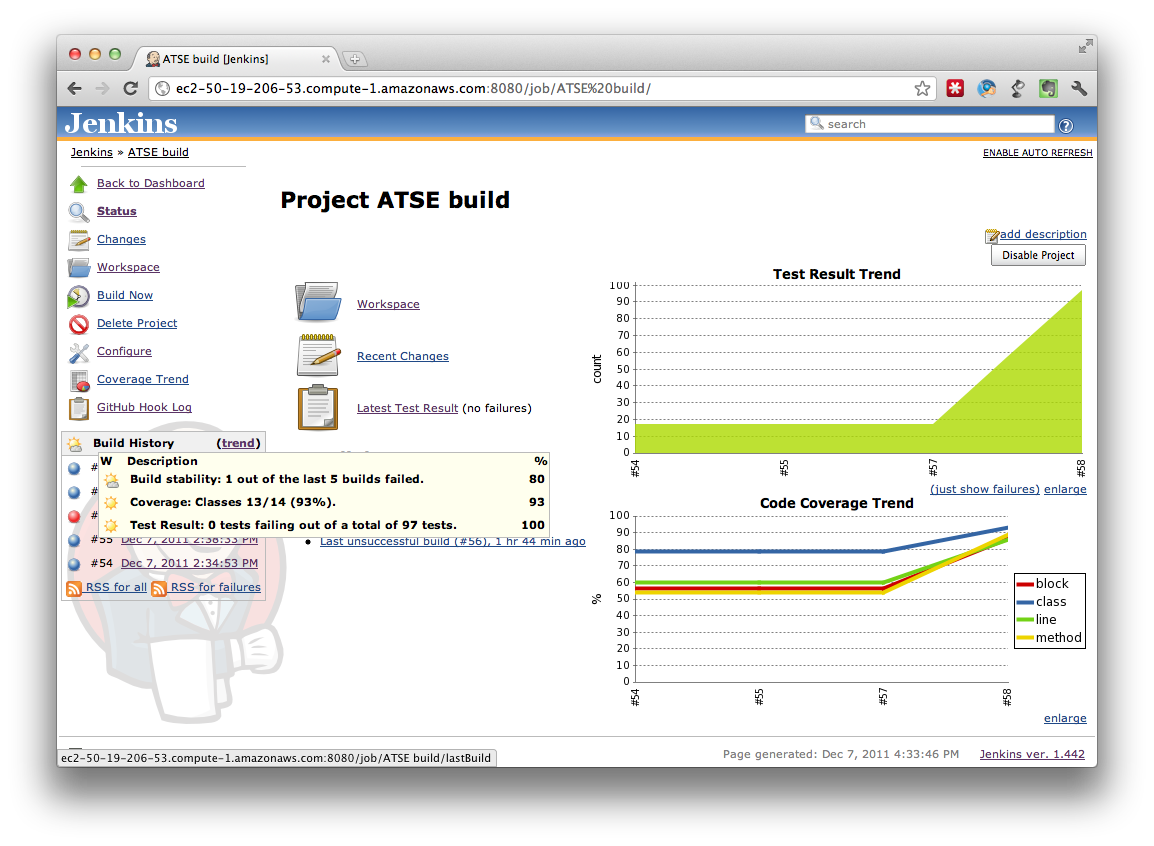 ATSE build [Jenkins]
ec2-50-19-206-53.compute-1.amazonaws.com:8080/job/ATSE%20build/
Jenkins
search
?
Jenkins » ATSE build
ENABLE AUTO REFRESH
Back to Dashboard
Status
Changes
Workspace
Build Now
Delete Project
Configure
Coverage Trend
GitHub Hook Log
Project ATSE build
add description
Disable Project
Workspace
Recent Changes
Latest Test Result (no failures)
Build History (trend)
W Description %
Build stability: 1 out of the last 5 builds failed. 80
Coverage: Classes 13/14 (93%). 93
Test Result: 0 tests failing out of a total of 97 tests. 100
#
#
#
#55 Dec 7, 2011 2:38:33 PM
#54 Dec 7, 2011 2:34:53 PM
RSS for all RSS for failures
Last unsuccessful build (#56), 1 hr 44 min ago
Test Result Trend
count
100
90
80
70
60
50
40
30
20
10
0
#54
#55
#57
#58
(just show failures) enlarge
Code Coverage Trend
%
100
90
80
70
60
50
40
30
20
10
0
#54
#55
#57
#58
block
class
line
method
enlarge
ec2-50-19-206-53.compute-1.amazonaws.com:8080/job/ATSE build/lastBuild
Page generated: Dec 7, 2011 4:33:46 PM
Jenkins ver. 1.442